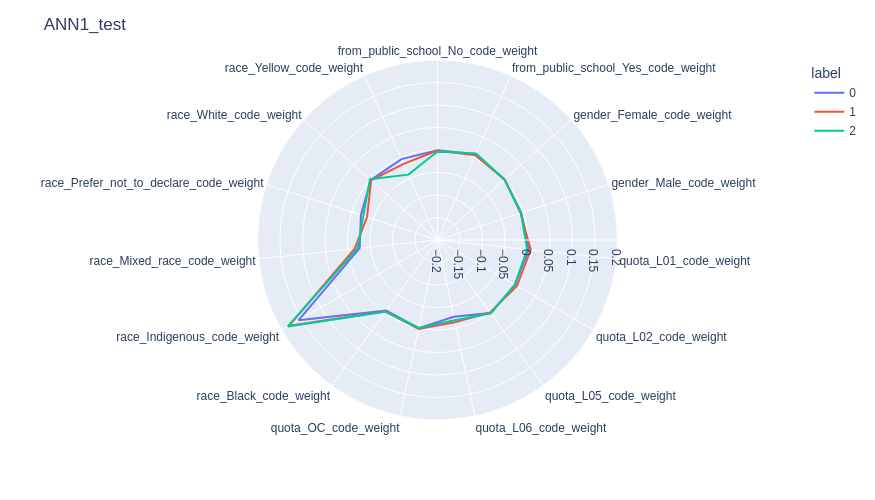 ANN1_test
from_public_school_No_code_weight
race_Yellow_code_weight
from_public_school_Yes_code_weight
label
0
1
2
race_White_code_weight
gender_Female_code_weight
race_Prefer_not_to_declare_code_weight
gender_Male_code_weight
race_Mixed_race_code_weight
−0.2
−0.15
−0.1
−0.05
0
0.05
0.1
0.15
0.2
quota_L01_code_weight
race_Indigenous_code_weight
quota_L02_code_weight
race_Black_code_weight
quota_L05_code_weight
quota_OC_code_weight
quota_L06_code_weight